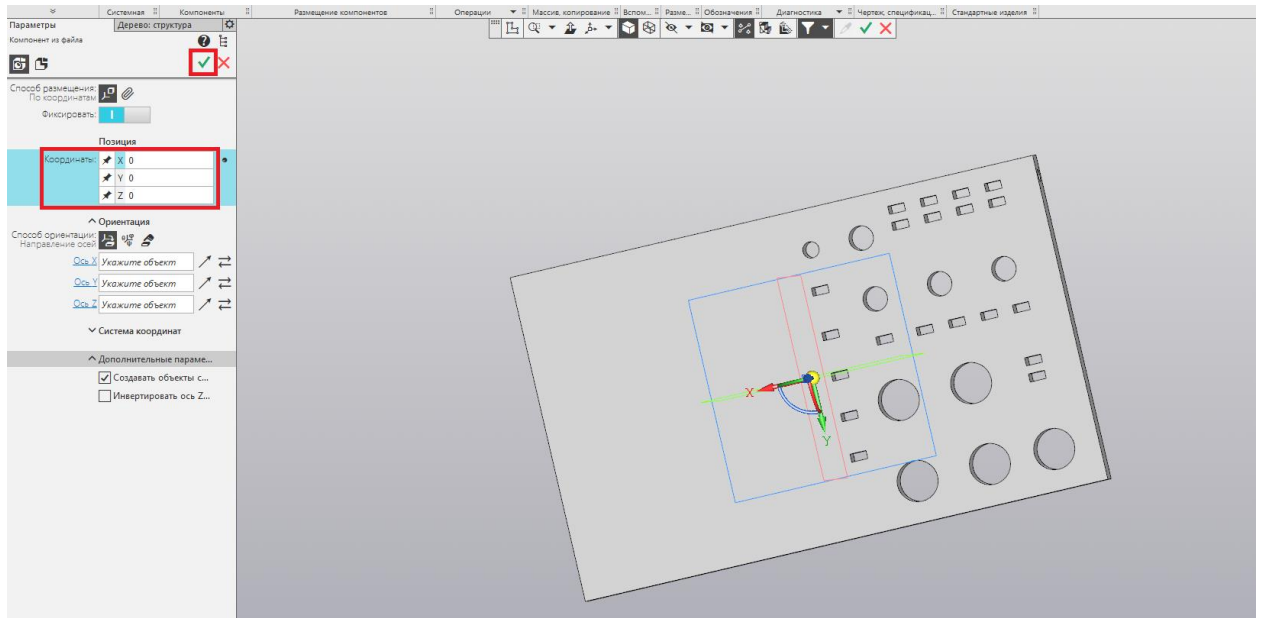 Системная Компоненты Размещение компонентов Операции Массив, копирование Вспом... Разме... Обозначения Диагностика Чертеж, спецификац... Стандартные изделия
Параметры Дерево: структура
Компонент из файла
Способ размещения:
По координатам
Фиксировать:
Позиция
Координаты: X 0
Y 0
Z 0
Ориентация
Способ ориентации:
Направление осей
Ось X Укажите объект
Ось Y Укажите объект
Ось Z Укажите объект
Система координат
Дополнительные параме...
Создавать объекты с...
Инвертировать ось Z...
X
Y